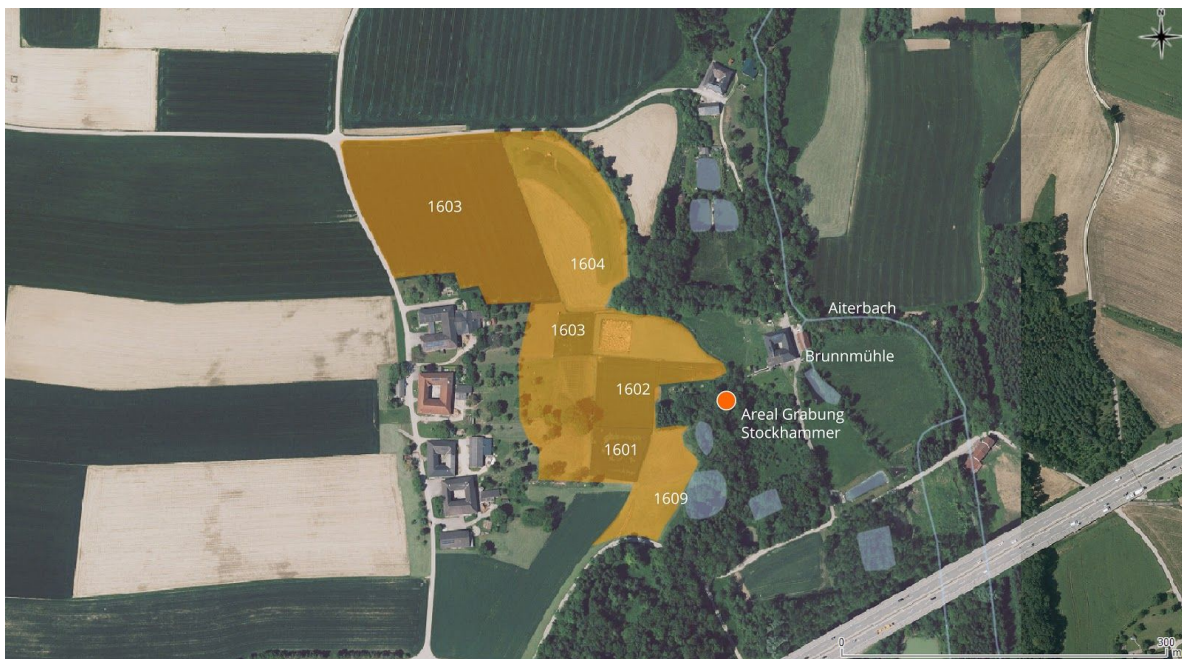 N
1603
1604
Aiterbach
1603
Brunnmühle
1602
Areal Grabung
Stockhammer
1601
1609
0
300
m